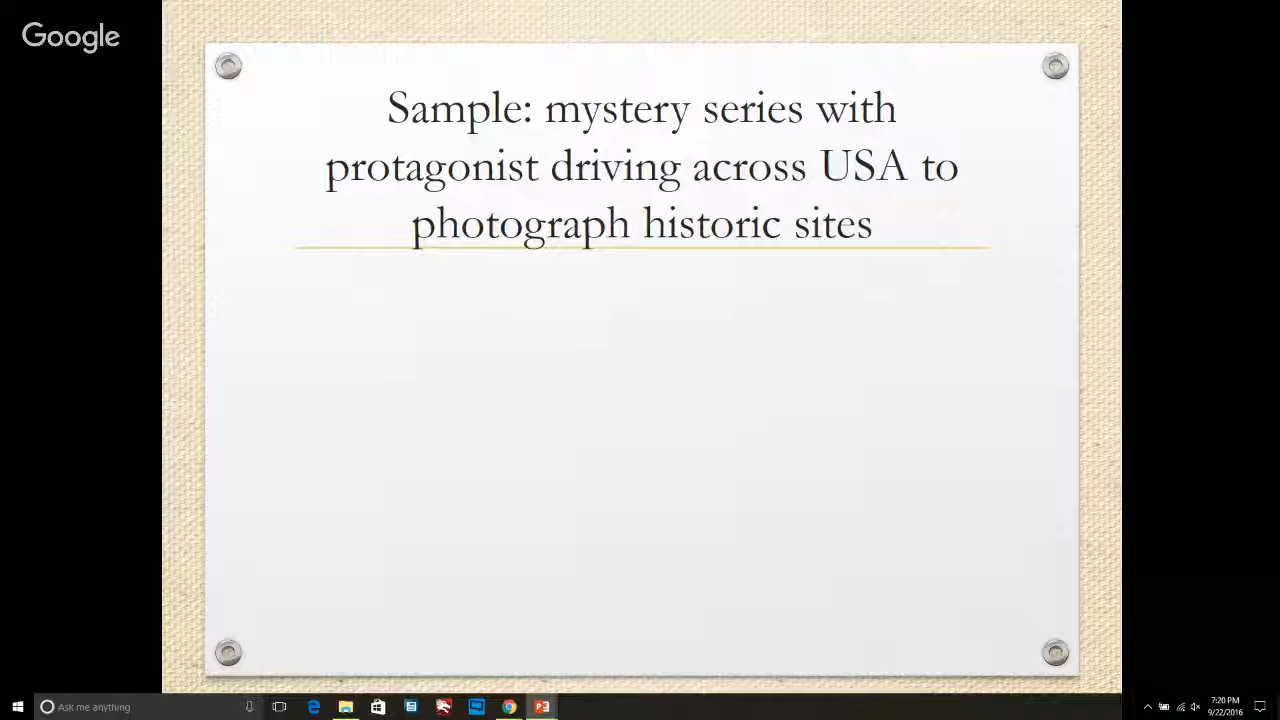 Google
Sample: mystery series with
protagonist driving across USA to
photograph historic sites
Ask me anything
7:20 PM
9/22/2016